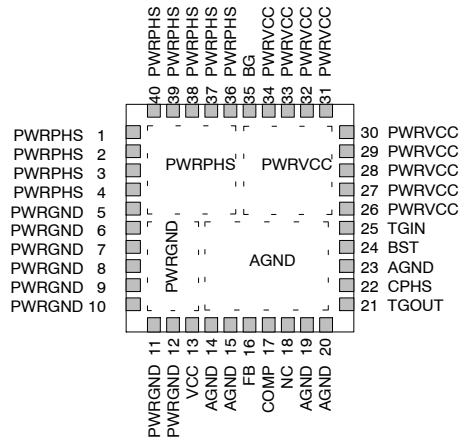 40 PWRPHS
39 PWRPHS
38 PWRPHS
37 PWRPHS
36 PWRPHS
35 BG
34 PWRVCC
33 PWRVCC
32 PWRVCC
31 PWRVCC
PWRPHS 1
PWRPHS 2
PWRPHS 3
PWRPHS 4
PWRGND 5
PWRGND 6
PWRGND 7
PWRGND 8
PWRGND 9
PWRGND 10
PWRPHS
PWRVCC
PWRGND
AGND
30 PWRVCC
29 PWRVCC
28 PWRVCC
27 PWRVCC
26 PWRVCC
25 TGIN
24 BST
23 AGND
22 CPHS
21 TGOUT
PWRGND 11
PWRGND 12
VCC 13
AGND 14
AGND 15
FB 16
COMP 17
NC 18
AGND 19
AGND 20